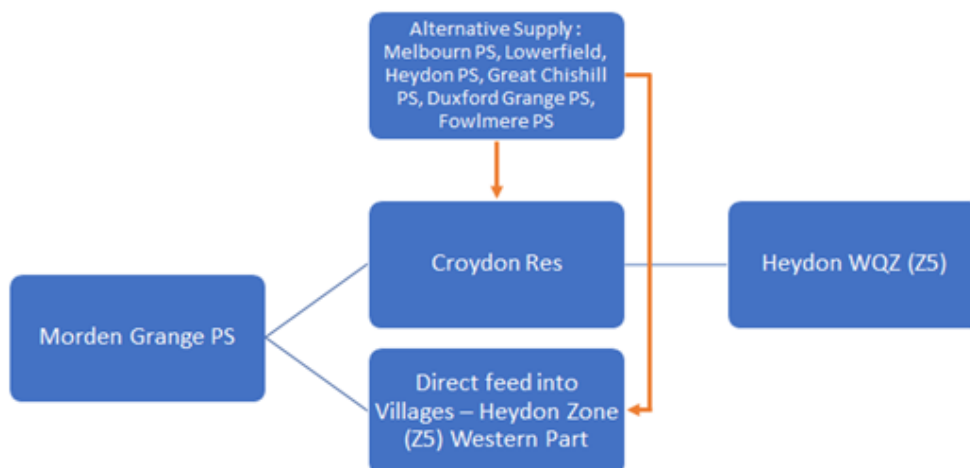 Alternative Supply :
Melbourn PS, Lowerfield,
Heydon PS, Great Chishill
PS, Duxford Grange PS,
Fowlmere PS
Croydon Res
Heydon WQZ (Z5)
Morden Grange PS
Direct feed into
Villages – Heydon Zone
(Z5) Western Part